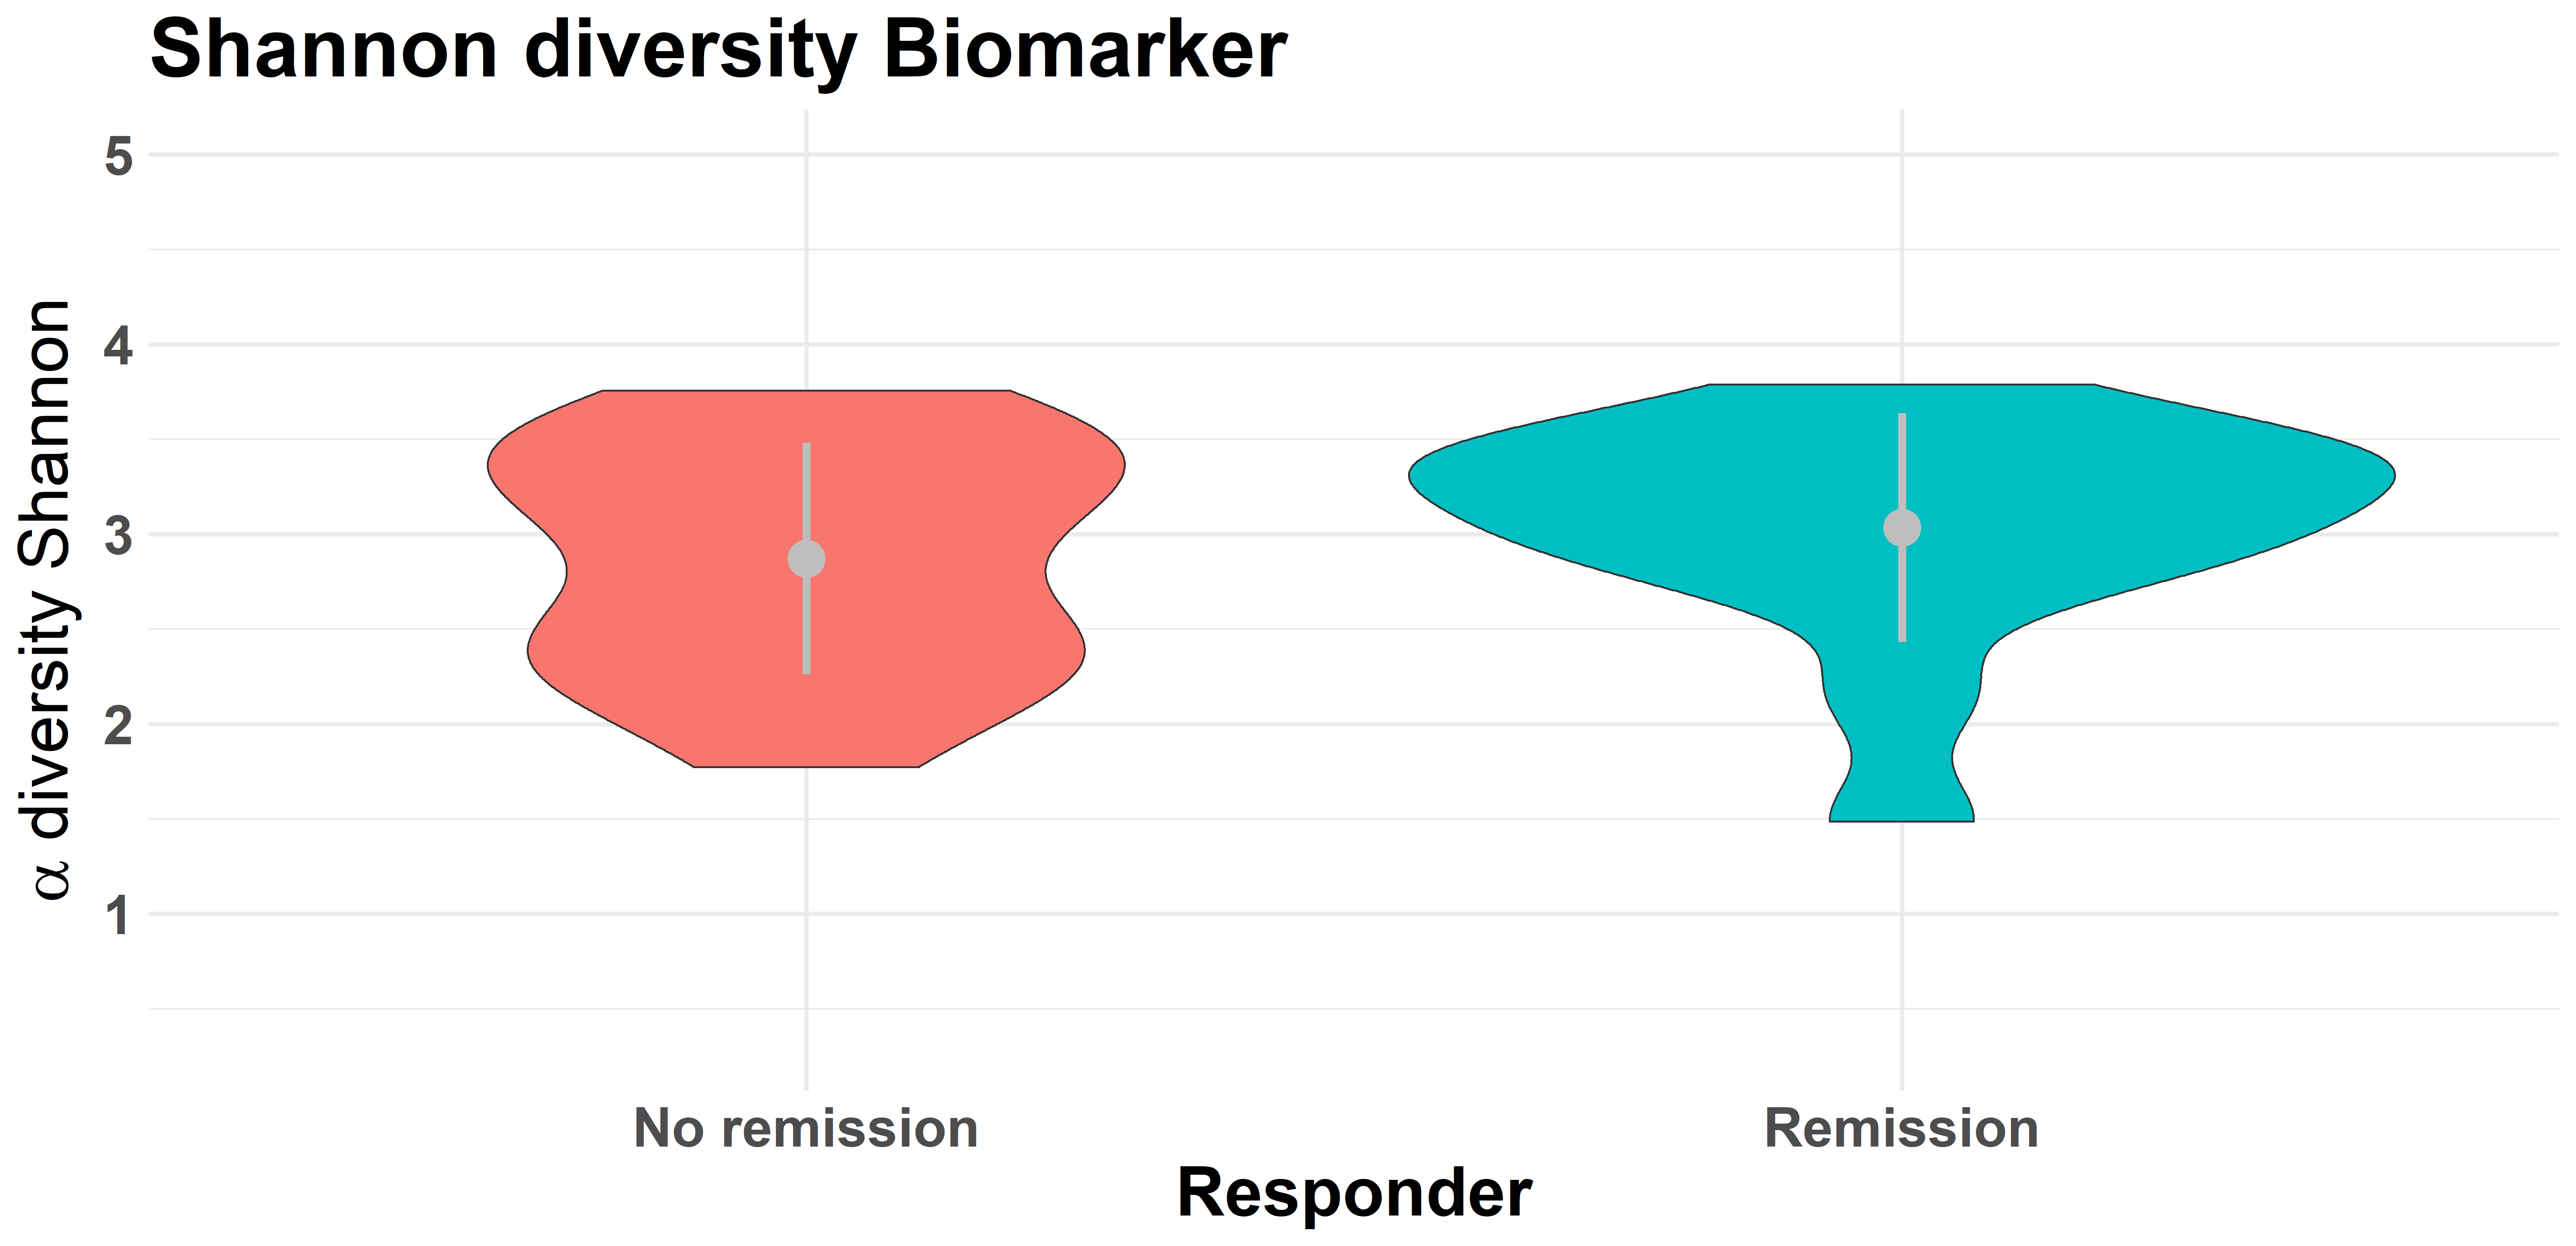 Shannon diversity Biomarker
α diversity Shannon
5
4
3
2
1
No remission
Remission
Responder